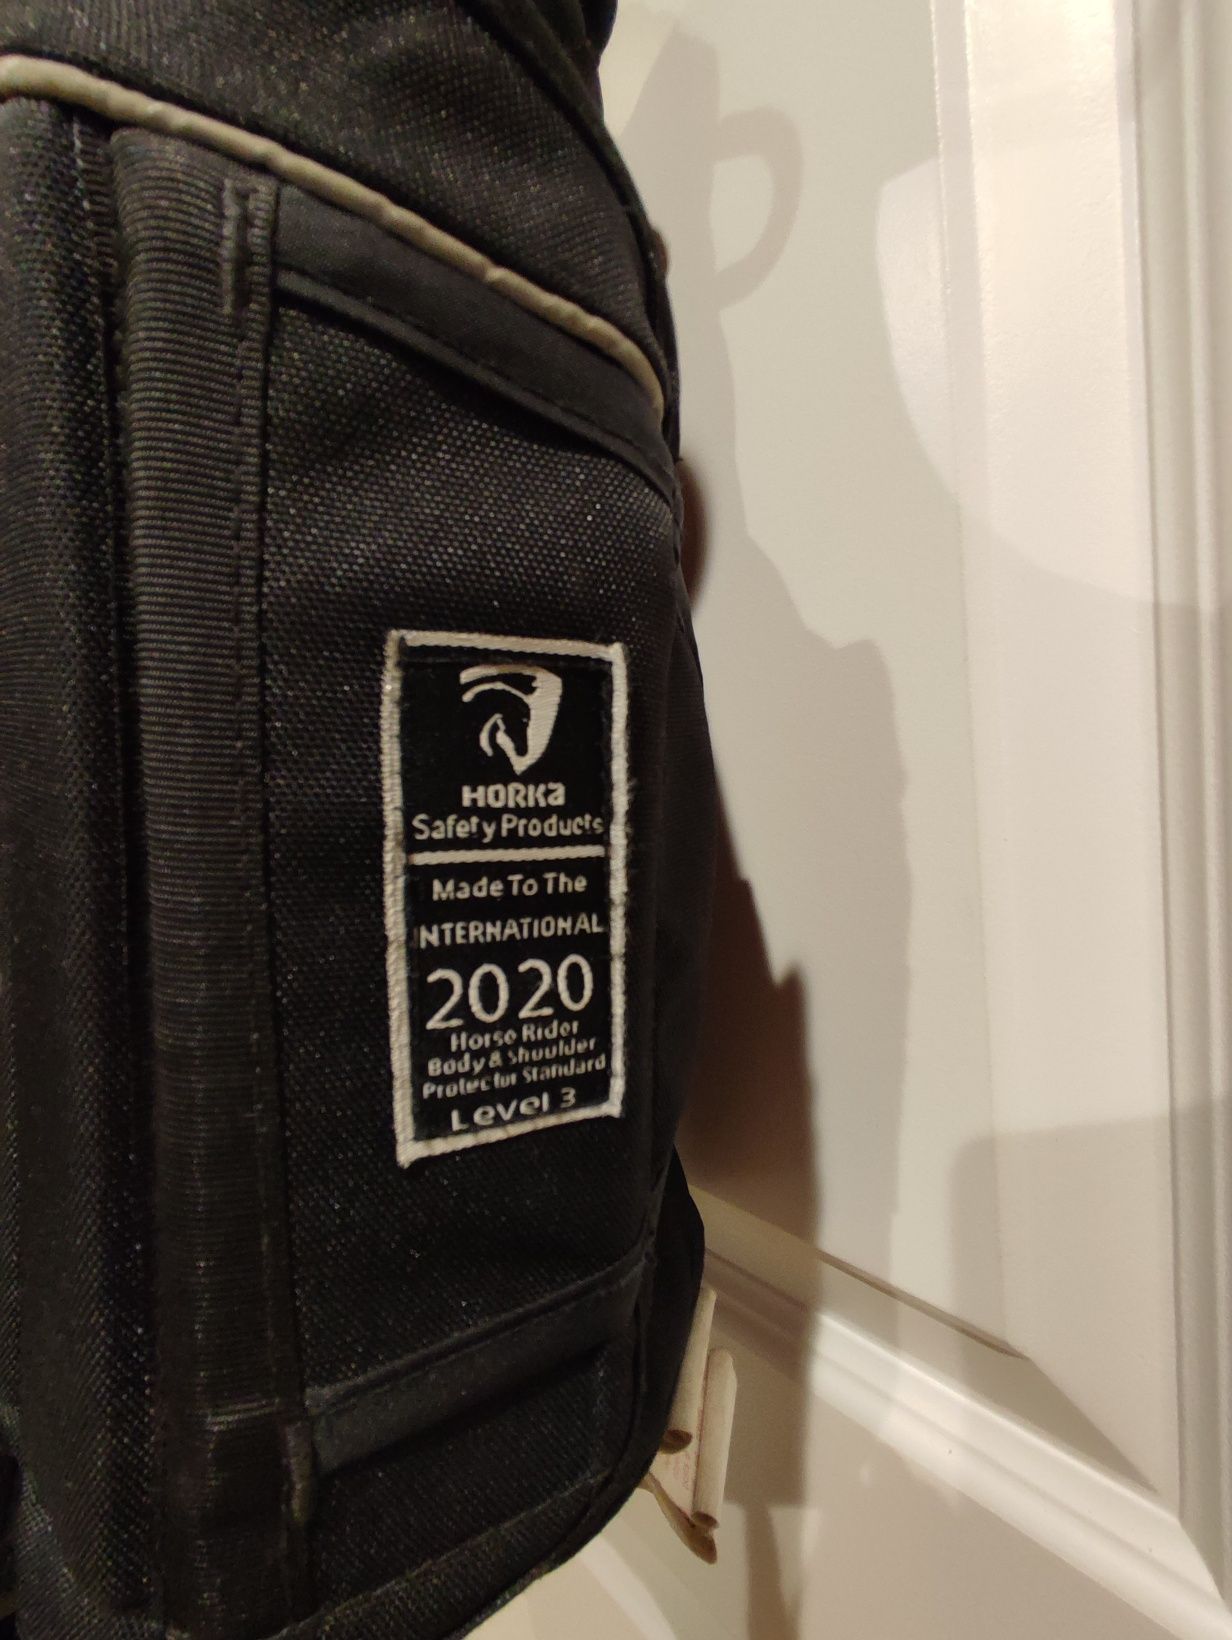 HORKa
Safety Products
Made To The
INTERNATIONAL
2020
Horse Rider
Body & Shoulder
Protector Standard
Level 3